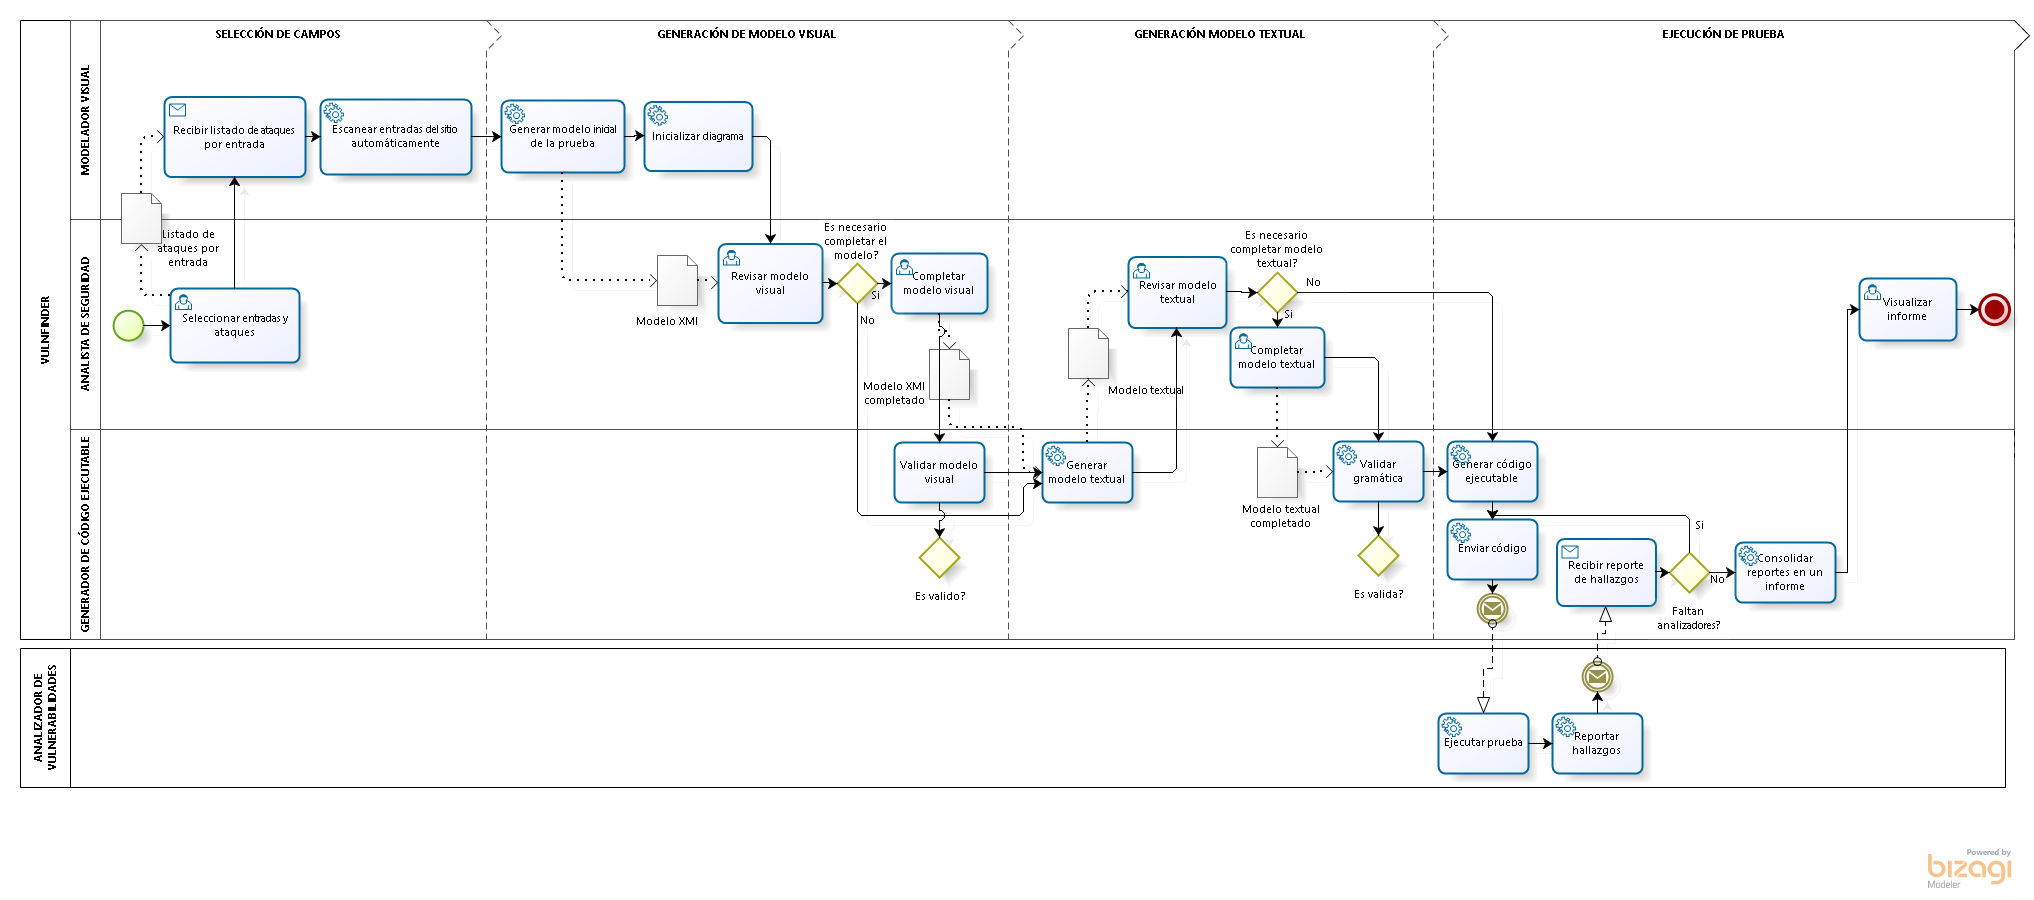 SELECCIÓN DE CAMPOS
GENERACIÓN DE MODELO VISUAL
GENERACIÓN MODELO TEXTUAL
EJECUCIÓN DE PRUEBA
VULNFINDER
MODELADOR VISUAL
Recibir listado de ataques
por entrada
Escanear entradas del sitio
automáticamente
Generar modelo inicial
de la prueba
Inicializar diagrama
ANALISTA DE SEGURIDAD
Listado de
ataques por
entrada
Seleccionar entradas y
ataques
Modelo XMI
Revisar modelo
visual
Es necesario
completar el
modelo?
Si
No
Completar
modelo visual
Modelo XMI
completado
Revisar modelo
textual
Modelo textual
Es necesario
completar modelo
textual?
No
Si
Completar
modelo textual
Visualizar
informe
GENERADOR DE CÓDIGO EJECUTABLE
Validar modelo
visual
Es valido?
Generar
modelo textual
Modelo textual
completado
Validar
gramática
Es valida?
Generar código
ejecutable
Enviar código
Recibir reporte
de hallazgos
Si
No
Faltan
analizadores?
Consolidar
reportes en un
informe
ANALIZADOR DE
VULNERABILIDADES
Ejecutar prueba
Reportar
hallazgos
Powered by
bizagi
Modeler